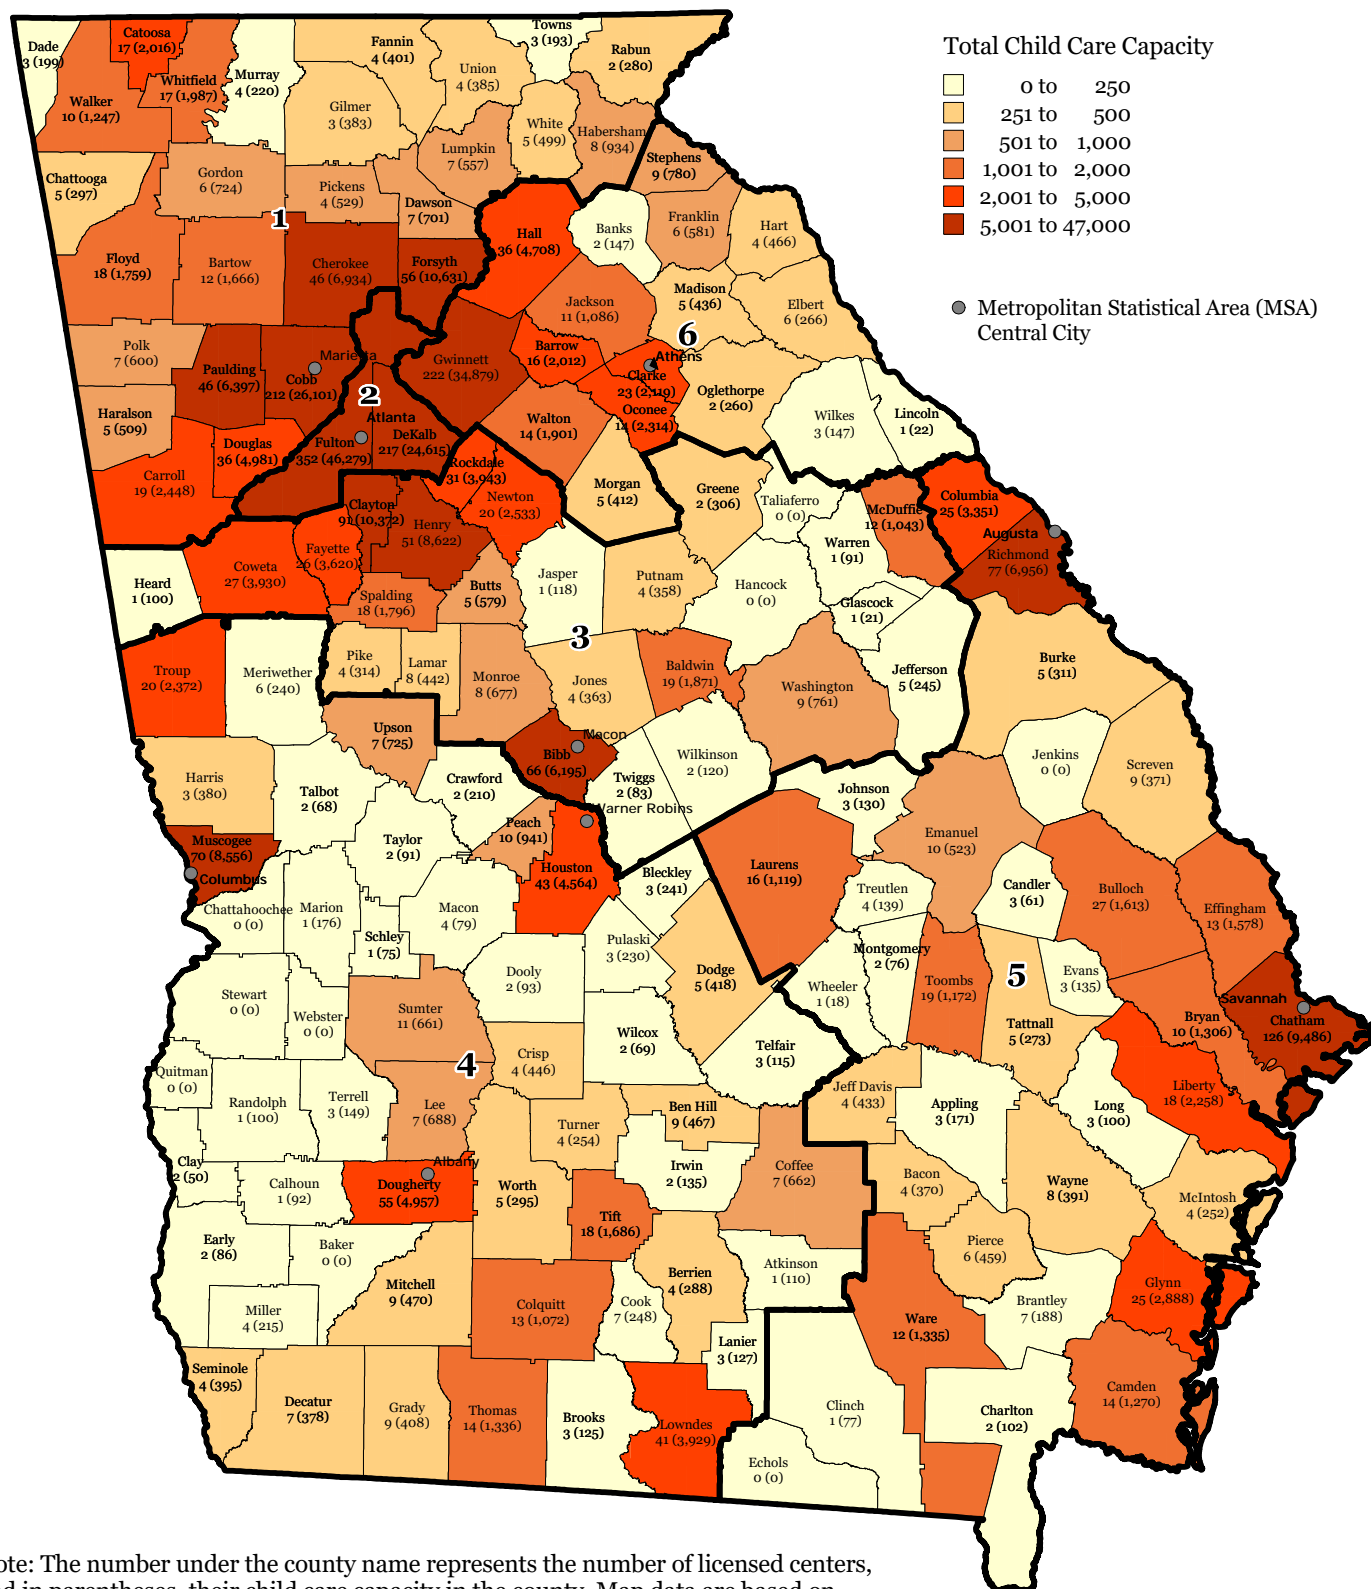 Total Child Care Capacity
0 to 250
251 to 500
501 to 1,000
1,001 to 2,000
2,001 to 5,000
5,001 to 47,000
Metropolitan Statistical Area (MSA)
Central City
Dade
3 (199)
Catoosa
17 (2,016)
Walker
10 (1,247)
Whitfield
17 (1,987)
Murray
4 (220)
Fannin
4 (401)
Gilmer
3 (383)
Union
4 (385)
Towns
3 (193)
Rabun
2 (280)
White
5 (499)
Habersham
8 (934)
Lumpkin
7 (557)
Stephens
9 (780)
Chattooga
5 (297)
Gordon
6 (724)
Pickens
4 (529)
Dawson
7 (701)
1
Floyd
18 (1,759)
Bartow
12 (1,666)
Cherokee
46 (6,934)
Forsyth
56 (10,631)
Hall
36 (4,708)
Banks
2 (147)
Franklin
6 (581)
Hart
4 (466)
Jackson
11 (1,086)
Madison
5 (436)
Elbert
6 (266)
6
Polk
7 (600)
Paulding
46 (6,397)
Marietta
Cobb
212 (26,101)
2
Gwinnett
222 (34,879)
Barrow
16 (2,012)
Athens
Clarke
23 (2,119)
Oconee
14 (2,314)
Oglethorpe
2 (260)
Wilkes
3 (147)
Lincoln
1 (22)
Haralson
5 (509)
Douglas
36 (4,981)
Atlanta
Fulton
352 (46,279)
DeKalb
217 (24,615)
Walton
14 (1,901)
Carroll
19 (2,448)
Rockdale
31 (3,943)
Newton
20 (2,533)
Morgan
5 (412)
Greene
2 (306)
Taliaferro
0 (0)
McDuffie
12 (1,043)
Columbia
25 (3,351)
Augusta
Richmond
77 (6,956)
Clayton
91 (10,372)
Henry
51 (8,622)
Fayette
26 (3,620)
Coweta
27 (3,930)
Heard
1 (100)
Spalding
18 (1,796)
Butts
5 (579)
Jasper
1 (118)
Putnam
4 (358)
Hancock
0 (0)
Warren
1 (91)
Glascock
1 (21)
Jefferson
5 (245)
Burke
5 (311)
3
Troup
20 (2,372)
Meriwether
6 (240)
Pike
4 (314)
Lamar
8 (442)
Monroe
8 (677)
Jones
4 (363)
Baldwin
19 (1,871)
Washington
9 (761)
Upson
7 (725)
Macon
Bibb
66 (6,195)
Twiggs
2 (83)
Wilkinson
2 (120)
Jenkins
0 (0)
Screven
9 (371)
Harris
3 (380)
Talbot
2 (68)
Crawford
2 (210)
Warner Robins
Peach
10 (941)
Johnson
3 (130)
Emanuel
10 (523)
Muscogee
70 (8,556)
Columbus
Taylor
2 (91)
Houston
43 (4,564)
Bleckley
3 (241)
Laurens
16 (1,119)
Treutlen
4 (139)
Candler
3 (61)
Bulloch
27 (1,613)
Effingham
13 (1,578)
Chattahoochee
0 (0)
Marion
1 (176)
Schley
1 (75)
Macon
4 (79)
Pulaski
3 (230)
Dodge
5 (418)
Montgomery
2 (76)
Wheeler
1 (18)
Toombs
19 (1,172)
5
Evans
3 (135)
Tattnall
5 (273)
Bryan
10 (1,306)
Savannah
Chatham
126 (9,486)
Stewart
0 (0)
Webster
0 (0)
Sumter
11 (661)
Dooly
2 (93)
Wilcox
2 (69)
Telfair
3 (115)
4
Crisp
4 (446)
Quitman
0 (0)
Randolph
1 (100)
Terrell
3 (149)
Lee
7 (688)
Turner
4 (254)
Ben Hill
9 (467)
Jeff Davis
4 (433)
Appling
3 (171)
Long
3 (100)
Liberty
18 (2,258)
Clay
2 (50)
Calhoun
1 (92)
Albany
Dougherty
55 (4,957)
Worth
5 (295)
Tift
18 (1,686)
Irwin
2 (135)
Coffee
7 (662)
Bacon
4 (370)
Wayne
8 (391)
McIntosh
4 (252)
Early
2 (86)
Baker
0 (0)
Mitchell
9 (470)
Colquitt
13 (1,072)
Cook
7 (248)
Berrien
4 (288)
Atkinson
1 (110)
Pierce
6 (459)
Ware
12 (1,335)
Brantley
7 (188)
Glynn
25 (2,888)
Miller
4 (215)
Lanier
3 (127)
Seminole
4 (395)
Decatur
7 (378)
Grady
9 (408)
Thomas
14 (1,336)
Brooks
3 (125)
Lowndes
41 (3,929)
Echols
0 (0)
Clinch
1 (77)
Charlton
2 (102)
Camden
14 (1,270)
ote: The number under the county name represents the number of licensed centers,
d in parentheses, their child care capacity in the county. Map data are based on